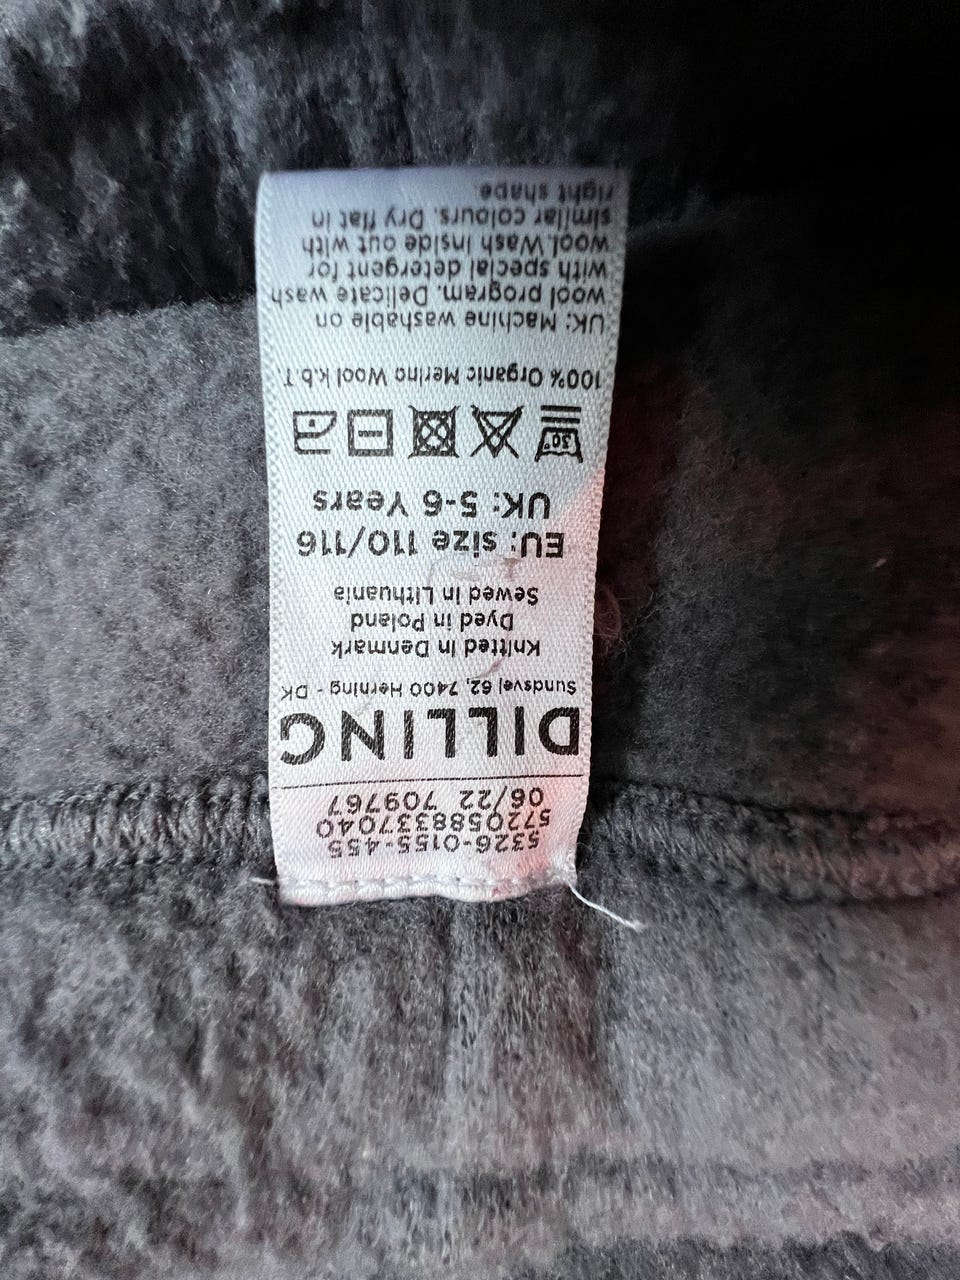 5326-0155-455
5720588337040
06/22 709767
DILLING
Sundsvej 62, 7400 Herning - DK
Knitted in Denmark
Dyed in Poland
Sewed in Lithuania
EU: size 110/116
UK: 5-6 Years
30°
100% Organic Merino Wool k.b.T.
UK: Machine washable on
wool program. Delicate wash
with special detergent for
wool. Wash inside out with
similar colours. Dry flat in
right shape.